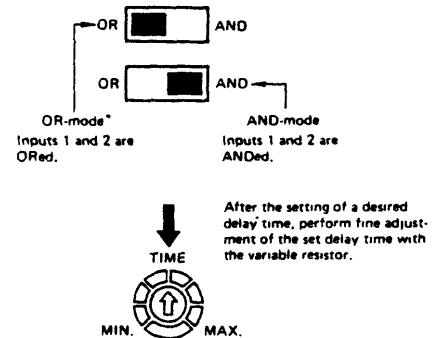 OR AND
OR AND
OR-mode* AND-mode
Inputs 1 and 2 are Inputs 1 and 2 are
ORed. ANDed.
After the setting of a desired
delay time, perform fine adjust-
ment of the set delay time with
the variable resistor.
TIME
MIN. MAX.